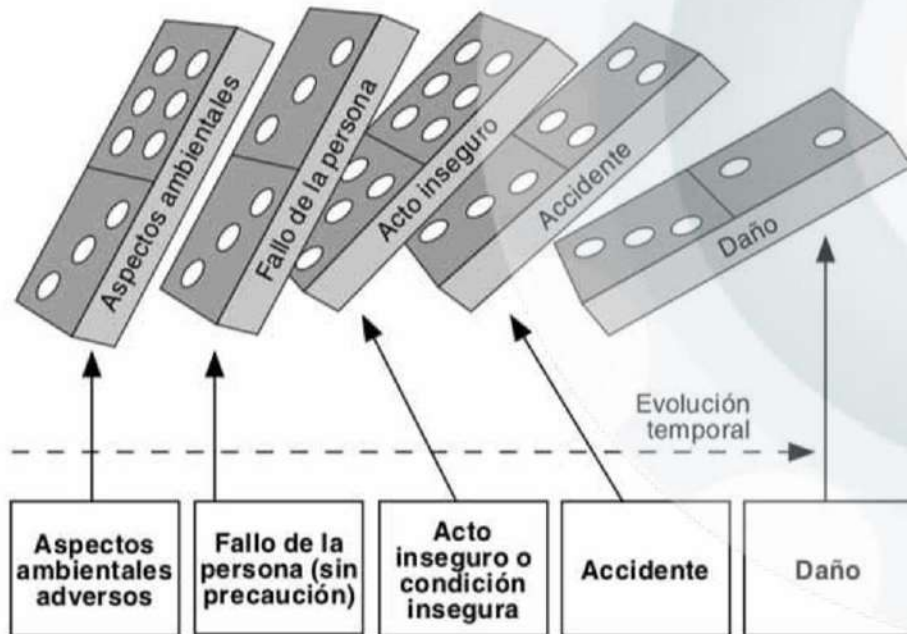 Aspectos ambientales
Fallo de la persona
Acto inseguro
Accidente
Daño
Evolución
temporal
Aspectos
ambientales
adversos
Fallo de la
persona (sin
precaución)
Acto
inseguro o
condición
insegura
Accidente
Daño